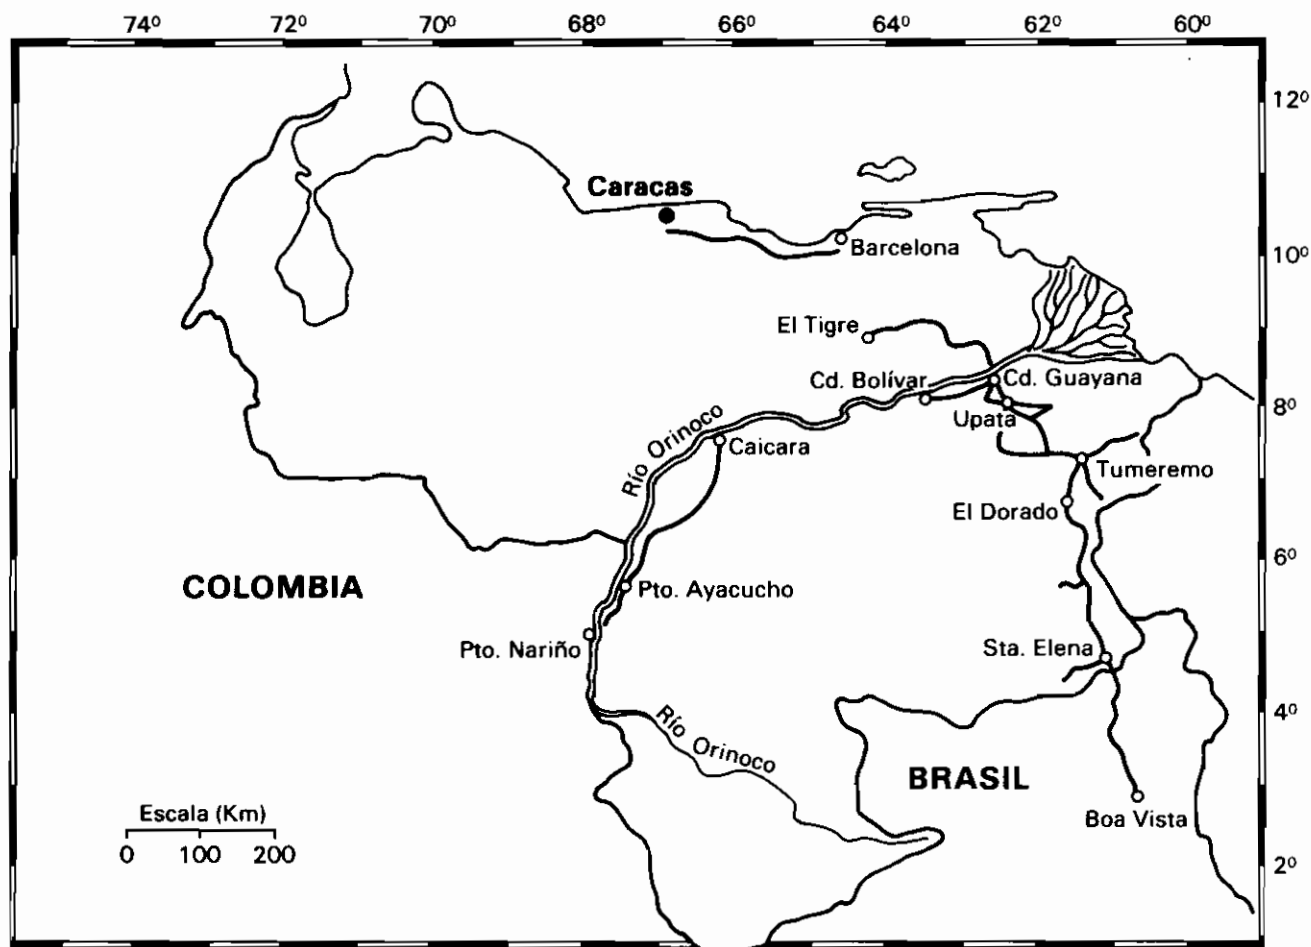 74º 72º 70º 68º 66º 64º 62º 60º
12º
Caracas
Barcelona
10º
El Tigre
Cd. Bolívar
Cd. Guayana
8º
Upata
Río Orinoco
Caicara
Tumeremo
El Dorado
6º
COLOMBIA
Pto. Ayacucho
Pto. Nariño
Sta. Elena
4º
Río Orinoco
BRASIL
Escala (Km)
Boa Vista
0 100 200
2º